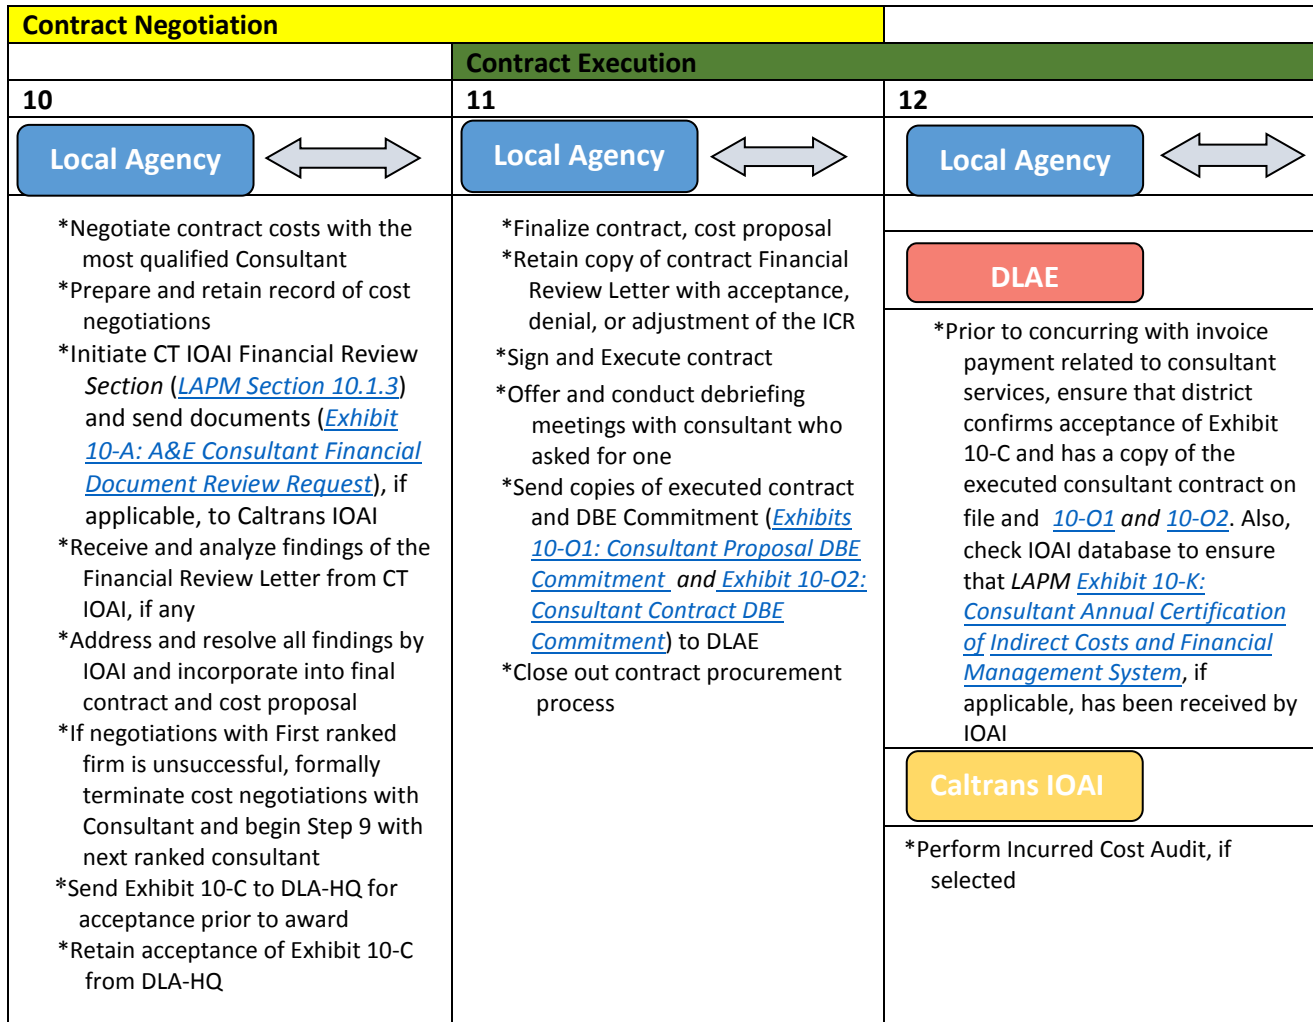 Contract Negotiation
Contract Execution
10
11
12
Local Agency
Local Agency
Local Agency
*Negotiate contract costs with the
most qualified Consultant
*Prepare and retain record of cost
negotiations
*Initiate CT IOAI Financial Review
Section (LAPM Section 10.1.3)
and send documents (Exhibit
10-A: A&E Consultant Financial
Document Review Request), if
applicable, to Caltrans IOAI
*Receive and analyze findings of the
Financial Review Letter from CT
IOAI, if any
*Address and resolve all findings by
IOAI and incorporate into final
contract and cost proposal
*If negotiations with First ranked
firm is unsuccessful, formally
terminate cost negotiations with
Consultant and begin Step 9 with
next ranked consultant
*Send Exhibit 10-C to DLA-HQ for
acceptance prior to award
*Retain acceptance of Exhibit 10-C
from DLA-HQ
*Finalize contract, cost proposal
*Retain copy of contract Financial
Review Letter with acceptance,
denial, or adjustment of the ICR
*Sign and Execute contract
*Offer and conduct debriefing
meetings with consultant who
asked for one
*Send copies of executed contract
and DBE Commitment (Exhibits
10-O1: Consultant Proposal DBE
Commitment and Exhibit 10-O2:
Consultant Contract DBE
Commitment) to DLAE
*Close out contract procurement
process
DLAE
*Prior to concurring with invoice
payment related to consultant
services, ensure that district
confirms acceptance of Exhibit
10-C and has a copy of the
executed consultant contract on
file and 10-O1 and 10-O2. Also,
check IOAI database to ensure
that LAPM Exhibit 10-K:
Consultant Annual Certification
of Indirect Costs and Financial
Management System, if
applicable, has been received by
IOAI
Caltrans IOAI
*Perform Incurred Cost Audit, if
selected